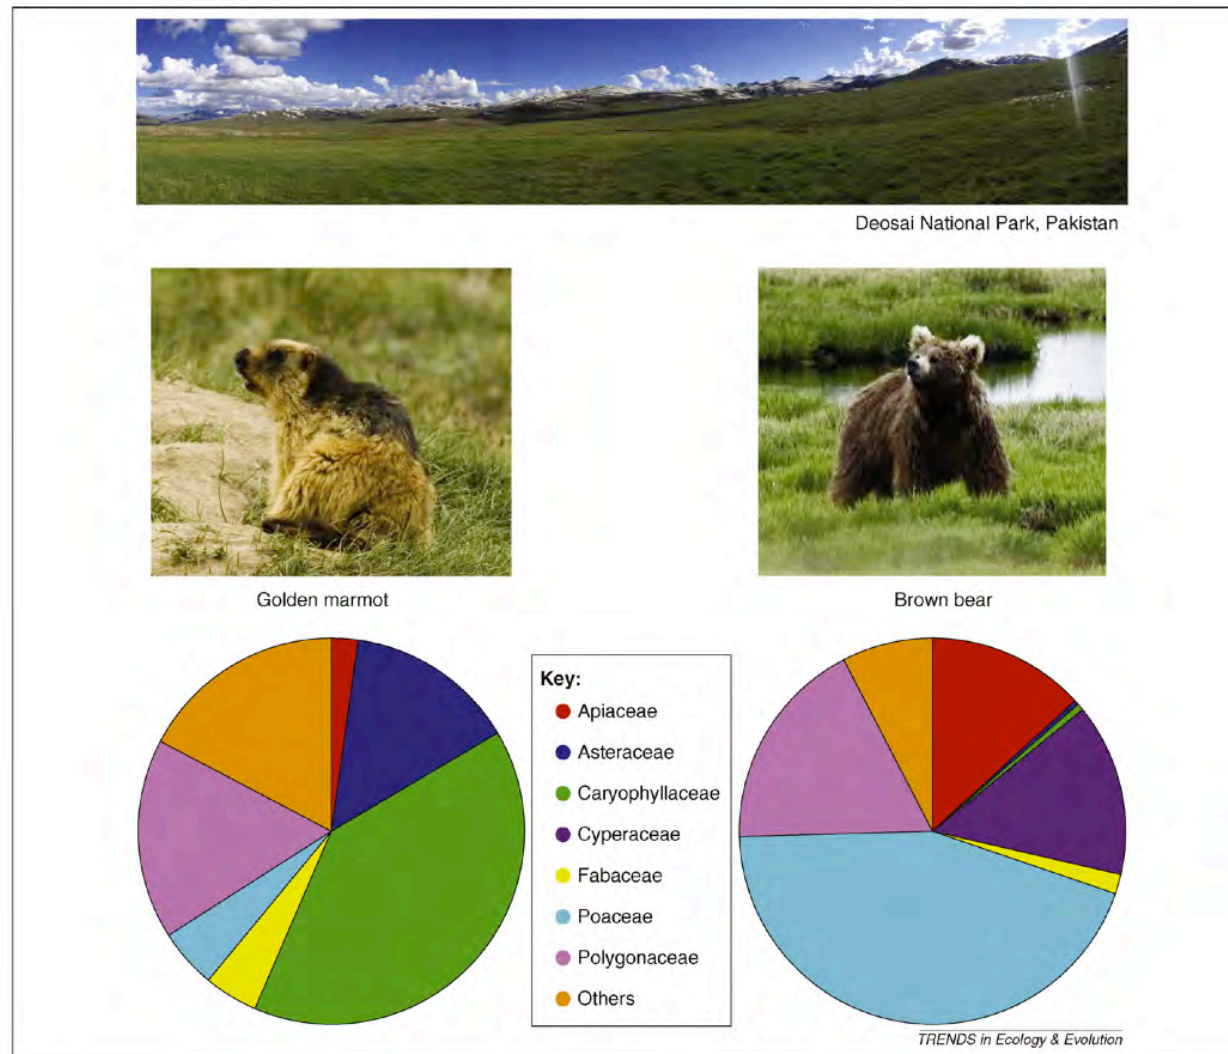 Deosai National Park, Pakistan
Golden marmot
Brown bear
Key:
Apiaceae
Asteraceae
Caryophyllaceae
Cyperaceae
Fabaceae
Poaceae
Polygonaceae
Others
TRENDS in Ecology & Evolution